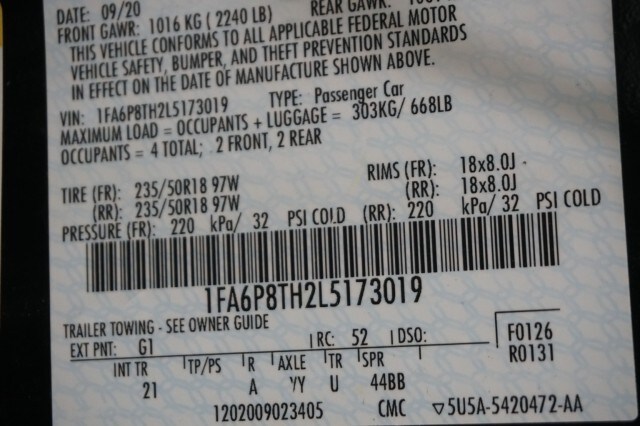 DATE: 09/20
FRONT GAWR: 1016 KG (2240 LB) REAR GAWR:
THIS VEHICLE CONFORMS TO ALL APPLICABLE FEDERAL MOTOR
VEHICLE SAFETY, BUMPER, AND THEFT PREVENTION STANDARDS
IN EFFECT ON THE DATE OF MANUFACTURE SHOWN ABOVE.
VIN: 1FA6P8TH2L5173019 TYPE: Passenger Car
MAXIMUM LOAD = OCCUPANTS + LUGGAGE = 303KG/ 668LB
OCCUPANTS = 4 TOTAL; 2 FRONT, 2 REAR
TIRE (FR): 235/50R18 97W RIMS (FR): 18x8.0J
(RR): 235/50R18 97W (RR): 18x8.0J
PRESSURE (FR): 220 kPa/ 32 PSI COLD (RR): 220 kPa/ 32 PSI COLD
1FA6P8TH2L5173019
TRAILER TOWING - SEE OWNER GUIDE
EXT PNT: G1 RC: 52 DSO: F0126
INT TR TP/PS R AXLE TR SPR R0131
21 A YY U 44BB
1202009023405 CMC ▽5U5A-5420472-AA